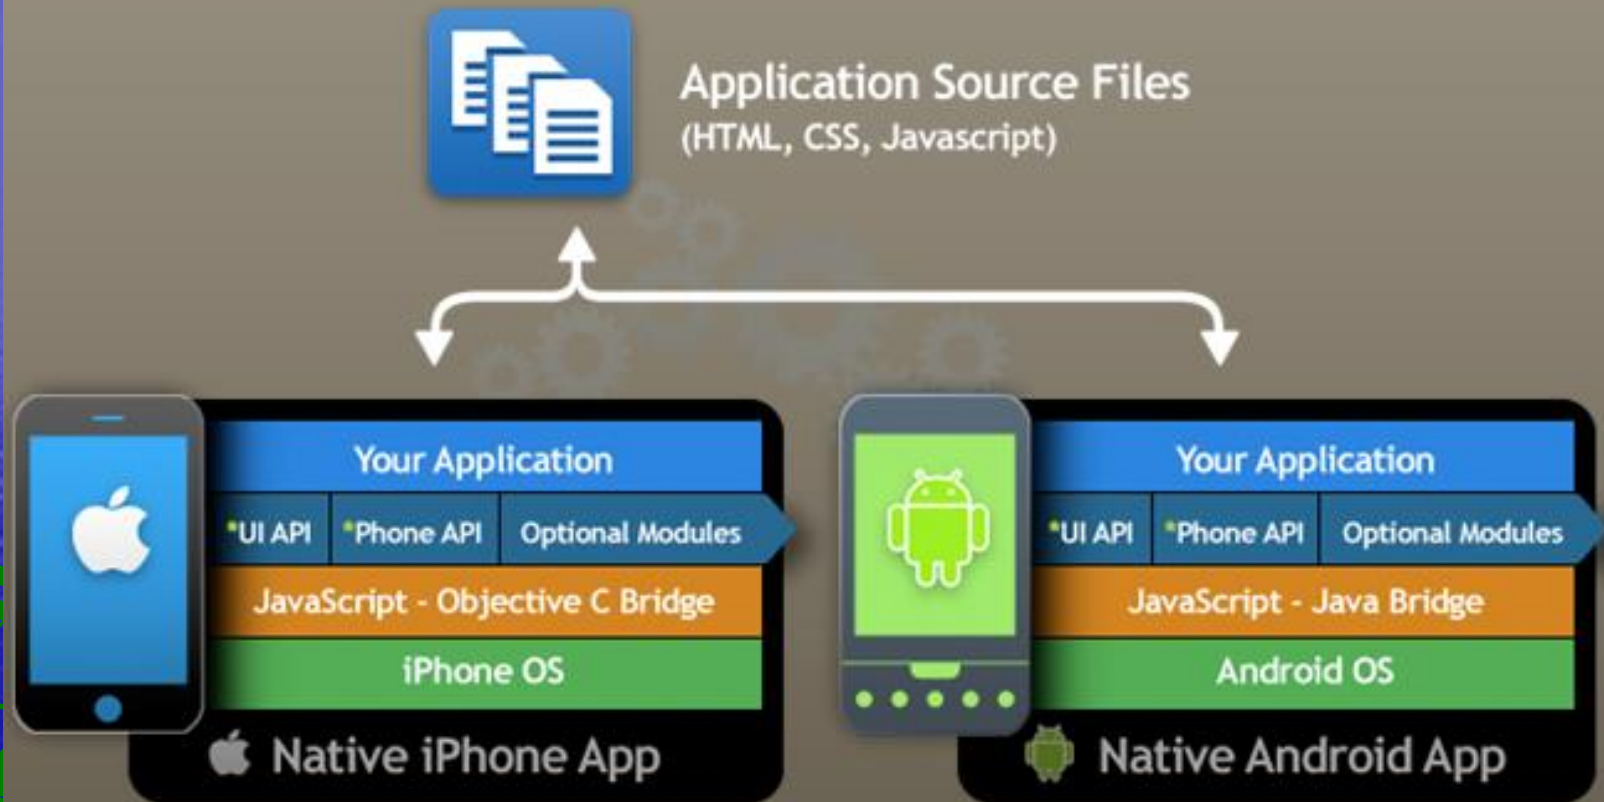 Application Source Files
(HTML, CSS, Javascript)
Your Application
*UI API *Phone API Optional Modules
JavaScript - Objective C Bridge
iPhone OS
Native iPhone App
Your Application
*UI API *Phone API Optional Modules
JavaScript - Java Bridge
Android OS
Native Android App